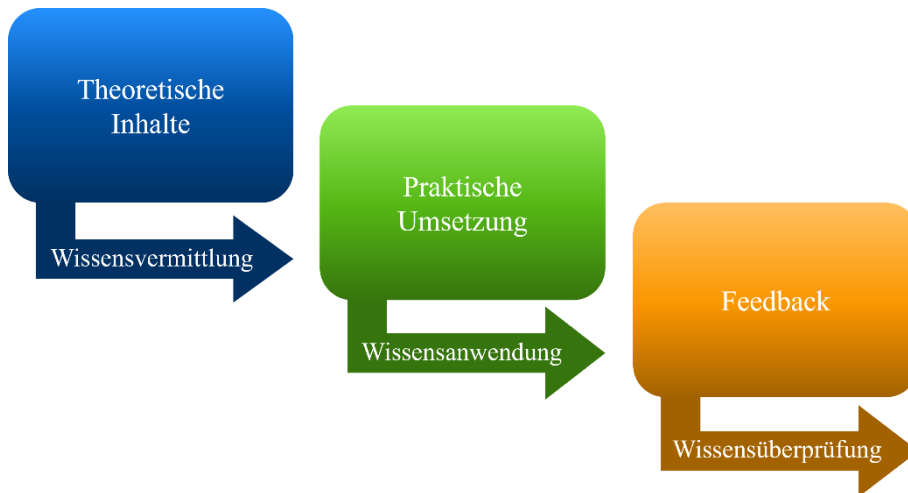 Theoretische
Inhalte
Wissensvermittlung
Praktische
Umsetzung
Wissensanwendung
Feedback
Wissensüberprüfung